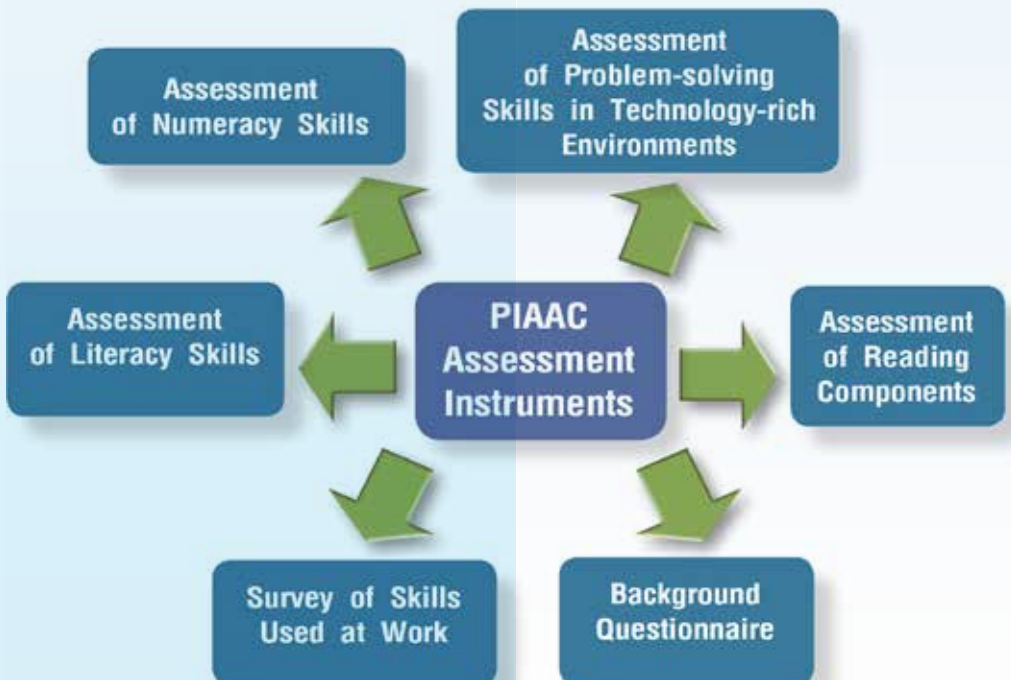 Assessment
of Numeracy Skills
Assessment
of Problem-solving
Skills in Technology-rich
Environments
Assessment
of Literacy Skills
PIAAC
Assessment
Instruments
Assessment
of Reading
Components
Survey of Skills
Used at Work
Background
Questionnaire